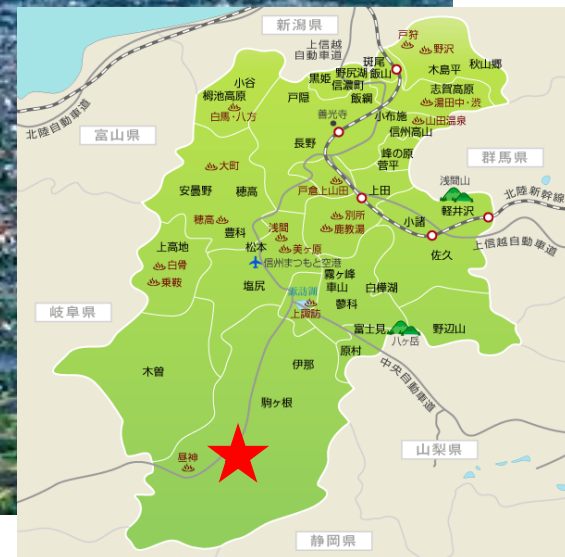 新潟県
上信越
自動車道
戸狩
野沢
斑尾
飯山
木島平
秋山郷
黒姫
野尻湖
信濃町
小谷
栂池高原
白馬・八方
戸隠
飯綱
志賀高原
湯田中・渋
北陸自動車道
善光寺
小布施
信州高山
山田温泉
富山県
長野
峰の原
菅平
群馬県
大町
浅間山
北陸新幹線
安曇野
穂高
戸倉上山田
上田
軽井沢
穂高
豊科
浅間
別所
鹿教湯
小諸
上信越自動車道
上高地
松本
美ヶ原
佐久
白骨
信州まつもと空港
乗鞍
塩尻
霧ヶ峰
車山
白樺湖
諏訪湖
上諏訪
蓼科
岐阜県
富士見
八ヶ岳
野辺山
原村
木曽
伊那
中央自動車道
駒ヶ根
山梨県
昼神
静岡県